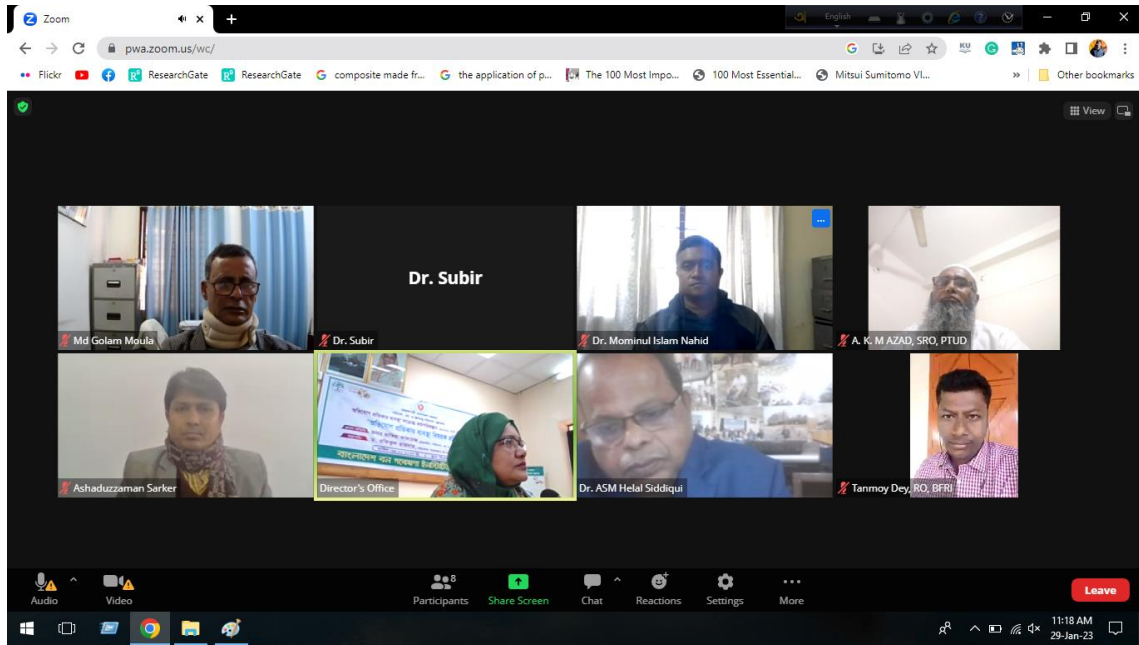 Zoom
English
pwa.zoom.us/wc/
Flickr
ResearchGate
ResearchGate
composite made fr...
the application of p...
The 100 Most Impo...
100 Most Essential...
Mitsui Sumitomo VI...
»
Other bookmarks
View
Md Golam Moula
Dr. Subir
Dr. Subir
Dr. Mominul Islam Nahid
A. K. M AZAD, SRO, PTUD
Ashaduzzaman Sarker
Director's Office
Dr. ASM Helal Siddiqui
Tanmoy Dey, RO, BFRI
8
Audio
Video
Participants
Share Screen
Chat
Reactions
Settings
More
Leave
11:18 AM
29-Jan-23